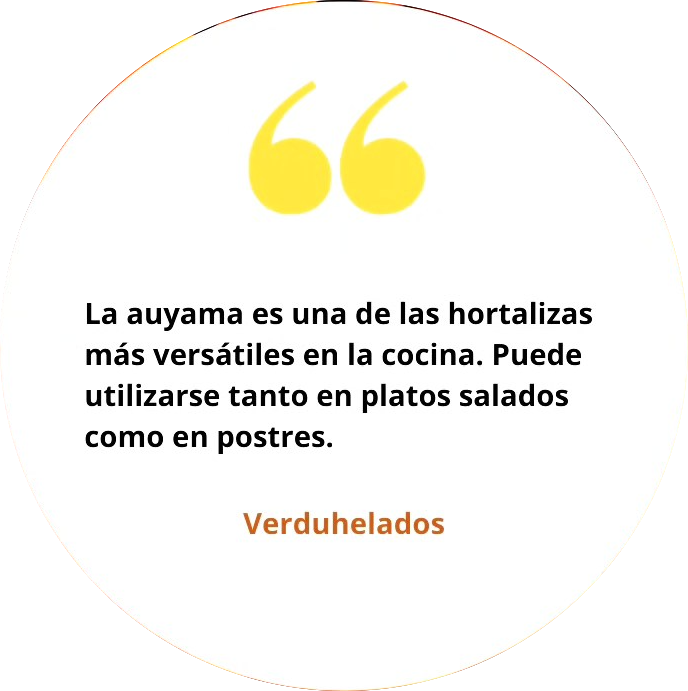 La auyama es una de las hortalizas
más versátiles en la cocina. Puede
utilizarse tanto en platos salados
como en postres.
Verduhelados